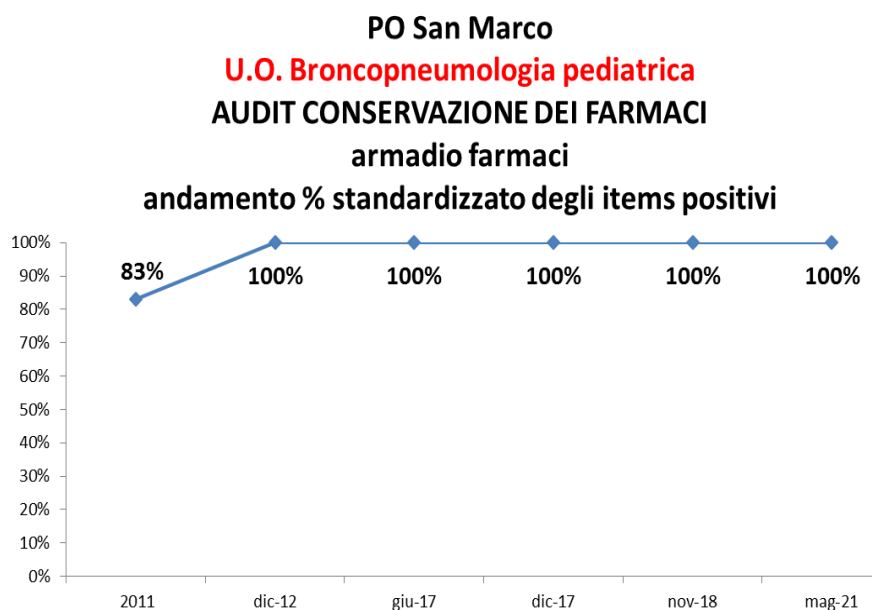 PO San Marco
U.O. Broncopneumologia pediatrica
AUDIT CONSERVAZIONE DEI FARMACI
armadio farmaci
andamento % standardizzato degli items positivi
100%
90%
80%
70%
60%
50%
40%
30%
20%
10%
0%
83%
100%
100%
100%
100%
100%
2011
dic-12
giu-17
dic-17
nov-18
mag-21